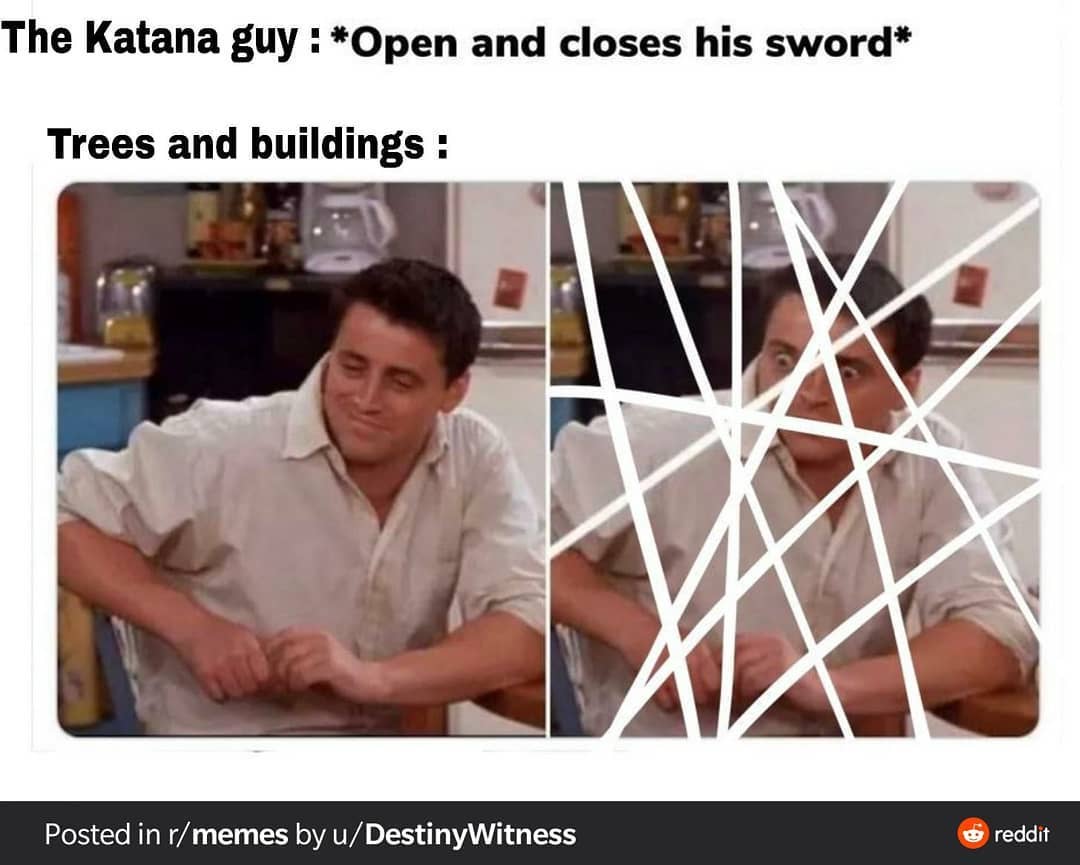 The Katana guy : *Open and closes his sword*
Trees and buildings :
Posted in r/memes by u/DestinyWitness
reddit